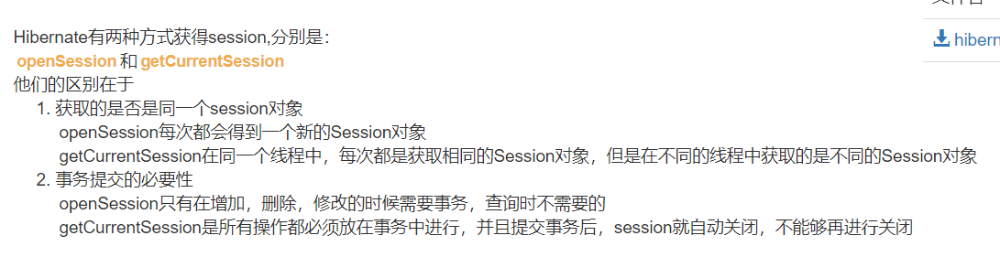 文件名
Hibernate有两种方式获得session,分别是：
openSession 和 getCurrentSession
他们的区别在于
1. 获取的是否是同一个session对象
openSession每次都会得到一个新的Session对象
getCurrentSession在同一个线程中，每次都是获取相同的Session对象，但是在不同的线程中获取的是不同的Session对象
2. 事务提交的必要性
openSession只有在增加，删除，修改的时候需要事务，查询时不需要的
getCurrentSession是所有操作都必须放在事务中进行，并且提交事务后，session就自动关闭，不能够再进行关闭
hibern